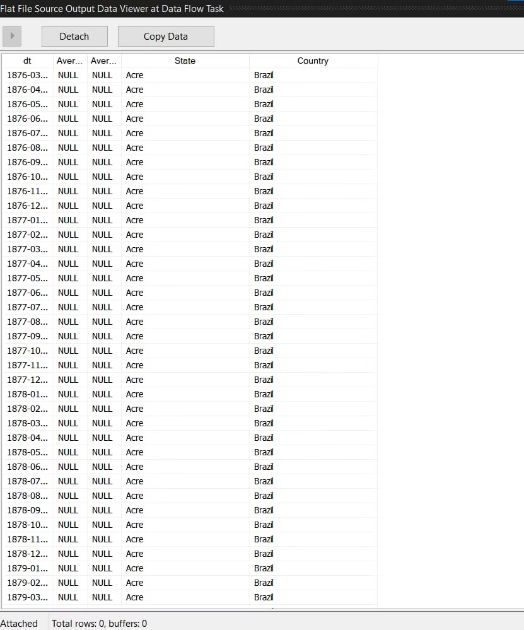 Flat File Source Output Data Viewer at Data Flow Task
Detach Copy Data
dt Aver... Aver... State Country
1876-03... NULL NULL Acre Brazil
1876-04... NULL NULL Acre Brazil
1876-05... NULL NULL Acre Brazil
1876-06... NULL NULL Acre Brazil
1876-07... NULL NULL Acre Brazil
1876-08... NULL NULL Acre Brazil
1876-09... NULL NULL Acre Brazil
1876-10... NULL NULL Acre Brazil
1876-11... NULL NULL Acre Brazil
1876-12... NULL NULL Acre Brazil
1877-01... NULL NULL Acre Brazil
1877-02... NULL NULL Acre Brazil
1877-03... NULL NULL Acre Brazil
1877-04... NULL NULL Acre Brazil
1877-05... NULL NULL Acre Brazil
1877-06... NULL NULL Acre Brazil
1877-07... NULL NULL Acre Brazil
1877-08... NULL NULL Acre Brazil
1877-09... NULL NULL Acre Brazil
1877-10... NULL NULL Acre Brazil
1877-11... NULL NULL Acre Brazil
1877-12... NULL NULL Acre Brazil
1878-01... NULL NULL Acre Brazil
1878-02... NULL NULL Acre Brazil
1878-03... NULL NULL Acre Brazil
1878-04... NULL NULL Acre Brazil
1878-05... NULL NULL Acre Brazil
1878-06... NULL NULL Acre Brazil
1878-07... NULL NULL Acre Brazil
1878-08... NULL NULL Acre Brazil
1878-09... NULL NULL Acre Brazil
1878-10... NULL NULL Acre Brazil
1878-11... NULL NULL Acre Brazil
1878-12... NULL NULL Acre Brazil
1879-01... NULL NULL Acre Brazil
1879-02... NULL NULL Acre Brazil
1879-03... NULL NULL Acre Brazil
Attached Total rows: 0, buffers: 0